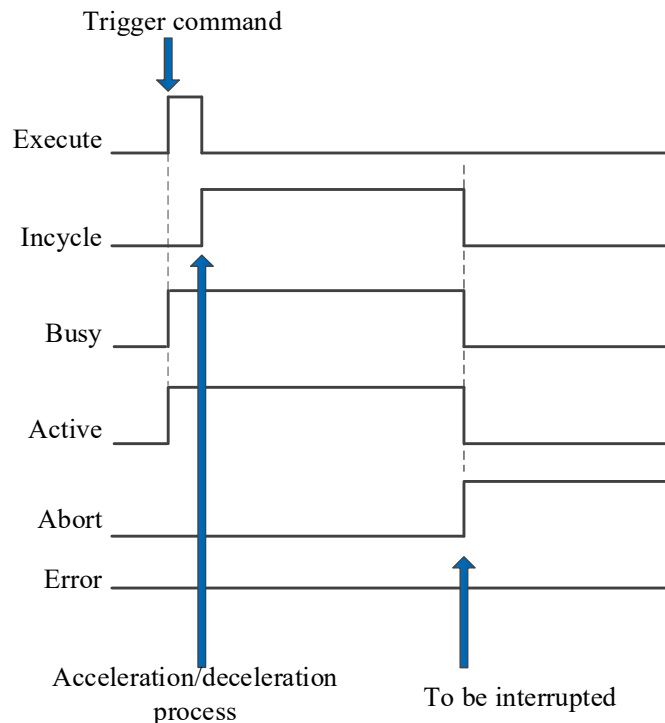 Trigger command
Execute
Incycle
Busy
Active
Abort
Error
Acceleration/deceleration
process
To be interrupted